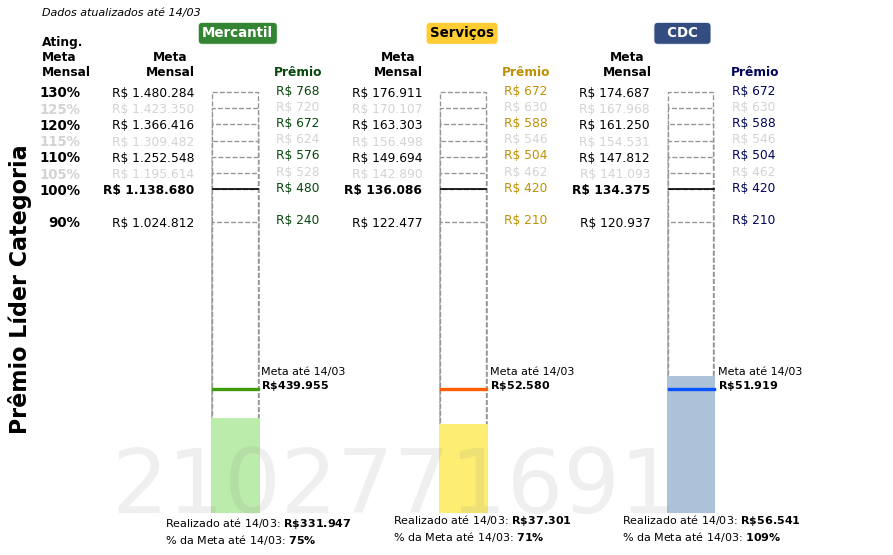 Dados atualizados até 14/03
Mercantil
Serviços
CDC
Ating.
Meta
Mensal
Meta
Mensal
Prêmio
Meta
Mensal
Prêmio
Meta
Mensal
Prêmio
130% R$ 1.480.284 R$ 768 R$ 176.911 R$ 672 R$ 174.687 R$ 672
125% R$ 1.423.350 R$ 720 R$ 170.107 R$ 630 R$ 167.968 R$ 630
120% R$ 1.366.416 R$ 672 R$ 163.303 R$ 588 R$ 161.250 R$ 588
115% R$ 1.309.482 R$ 624 R$ 156.498 R$ 546 R$ 154.531 R$ 546
110% R$ 1.252.548 R$ 576 R$ 149.694 R$ 504 R$ 147.812 R$ 504
105% R$ 1.195.614 R$ 528 R$ 142.890 R$ 462 R$ 141.093 R$ 462
100% R$ 1.138.680 R$ 480 R$ 136.086 R$ 420 R$ 134.375 R$ 420
90% R$ 1.024.812 R$ 240 R$ 122.477 R$ 210 R$ 120.937 R$ 210
Prêmio Líder Categoria
Meta até 14/03
R$439.955
Meta até 14/03
R$52.580
Meta até 14/03
R$51.919
2102771691
Realizado até 14/03: R$331.947
% da Meta até 14/03: 75%
Realizado até 14/03: R$37.301
% da Meta até 14/03: 71%
Realizado até 14/03: R$56.541
% da Meta até 14/03: 109%